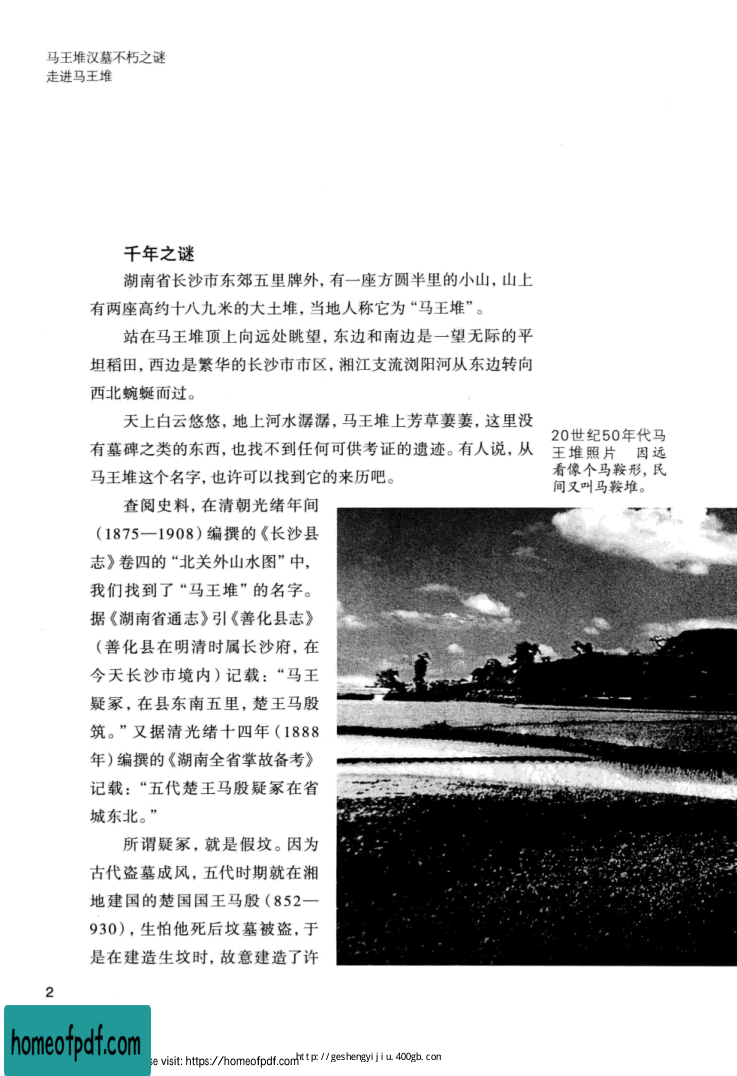 马王堆汉墓不朽之谜
走进马王堆
千年之谜
湖南省长沙市东郊五里牌外，有一座方圆半里的小山，山上
有两座高约十八九米的大土堆，当地人称它为“马王堆”。
站在马王堆顶上向远处眺望，东边和南边是一望无际的平
坦稻田，西边是繁华的长沙市市区，湘江支流浏阳河从东边转向
西北蜿蜒而过。
天上白云悠悠，地上河水潺潺，马王堆上芳草萋萋，这里没
有墓碑之类的东西，也找不到任何可供考证的遗迹。有人说，从
马王堆这个名字，也许可以找到它的来历吧。
20世纪50年代马
王堆照片　因远
看像个马鞍形，民
间又叫马鞍堆。
查阅史料，在清朝光绪年间
（1875—1908）编撰的《长沙县
志》卷四的“北关外山水图”中，
我们找到了“马王堆”的名字。
据《湖南省通志》引《善化县志》
（善化县在明清时属长沙府，在
今天长沙市境内）记载：“马王
疑冢，在县东南五里，楚王马殷
筑。”又据清光绪十四年（1888
年）编撰的《湖南全省掌故备考》
记载：“五代楚王马殷疑冢在省
城东北。”
所谓疑冢，就是假坟。因为
古代盗墓成风，五代时期就在湘
地建国的楚国国王马殷（852—
930），生怕他死后坟墓被盗，于
是在建造生坟时，故意建造了许
2
homeofpdf.com
se visit: https://homeofpdf.com
http://geshengyijiu.400gb.com